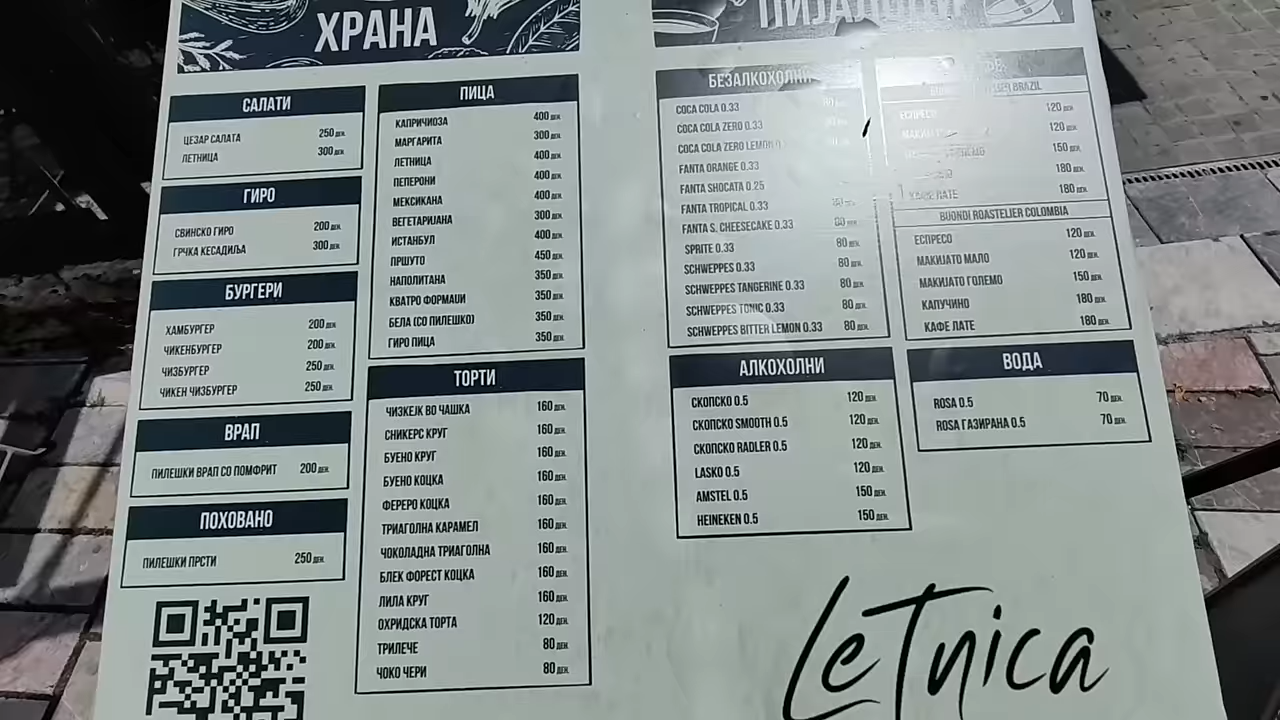 ХРАНА
САЛАТИ
ЦЕЗАР САЛАТА 250 ДЕН.
ЛЕТНИЦА 300 ДЕН.
ГИРО
СВИНСКО ГИРО 200 ДЕН.
ГРЧКА КЕСАДИЉА 300 ДЕН.
БУРГЕРИ
ХАМБУРГЕР 200 ДЕН.
ЧИКЕНБУРГЕР 200 ДЕН.
ЧИЗБУРГЕР 250 ДЕН.
ЧИКЕН ЧИЗБУРГЕР 250 ДЕН.
ВРАП
ПИЛЕШКИ ВРАП СО ПОМФРИТ 200 ДЕН.
ПОХОВАНО
ПИЛЕШКИ ПРСТИ 250 ДЕН.
ПИЦА
КАПРИЧИОЗА 400 ДЕН.
МАРГАРИТА 300 ДЕН.
ЛЕТНИЦА 400 ДЕН.
ПЕПЕРОНИ 400 ДЕН.
МЕКСИКАНА 400 ДЕН.
ВЕГЕТАРИЈАНА 300 ДЕН.
ИСТАНБУЛ 400 ДЕН.
ПРШУТО 450 ДЕН.
НАПОЛИТАНА 350 ДЕН.
КВАТРО ФОРМАЏИ 350 ДЕН.
БЕЛА (СО ПИЛЕШКО) 350 ДЕН.
ГИРО ПИЦА 350 ДЕН.
ТОРТИ
ЧИЗКЕЈК ВО ЧАШКА 160 ДЕН.
СНИКЕРС КРУГ 160 ДЕН.
БУЕНО КРУГ 160 ДЕН.
БУЕНО КОЦКА 160 ДЕН.
ФЕРЕРО КОЦКА 160 ДЕН.
ТРИАГОЛНА КАРАМЕЛ 160 ДЕН.
ЧОКОЛАДНА ТРИАГОЛНА 160 ДЕН.
БЛЕК ФОРЕСТ КОЦКА 160 ДЕН.
ЛИЛА КРУГ 160 ДЕН.
ОХРИДСКА ТОРТА 120 ДЕН.
ТРИЛЕЧЕ 80 ДЕН.
ЧОКО ЧЕРИ 80 ДЕН.
БЕЗАЛКОХОЛНИ
COCA COLA 0.33
COCA COLA ZERO 0.33
COCA COLA ZERO LEMON
FANTA ORANGE 0.33
FANTA SHOCATA 0.25
FANTA TROPICAL 0.33
FANTA S. CHEESECAKE 0.33 80 ДЕН.
SPRITE 0.33 80 ДЕН.
SCHWEPPES 0.33 80 ДЕН.
SCHWEPPES TANGERINE 0.33 80 ДЕН.
SCHWEPPES TONIC 0.33 80 ДЕН.
SCHWEPPES BITTER LEMON 0.33 80 ДЕН.
АЛКОХОЛНИ
СКОПСКО 0.5 120 ДЕН.
СКОПСКО SMOOTH 0.5 120 ДЕН.
СКОПСКО RADLER 0.5 120 ДЕН.
LASKO 0.5 120 ДЕН.
AMSTEL 0.5 150 ДЕН.
HEINEKEN 0.5 150 ДЕН.
BRAZIL
ЕСПРЕСО 120 ДЕН.
120 ДЕН.
150 ДЕН.
180 ДЕН.
КАФЕ ЛАТЕ 180 ДЕН.
BUONDI ROASTELIER COLOMBIA
ЕСПРЕСО 120 ДЕН.
МАКИЈАТО МАЛО 120 ДЕН.
МАКИЈАТО ГОЛЕМО 150 ДЕН.
КАПУЧИНО 180 ДЕН.
КАФЕ ЛАТЕ 180 ДЕН.
ВОДА
ROSA 0.5 70 ДЕН.
ROSA ГАЗИРАНА 0.5 70 ДЕН.
Letnica